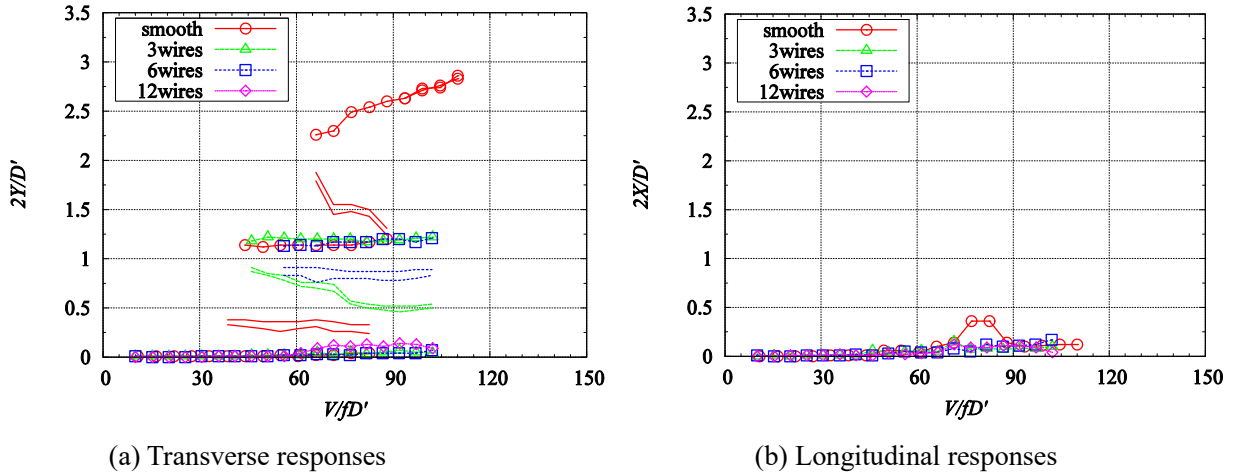 smooth
3wires
6wires
12wires
3.5
3
2.5
2
1.5
1
0.5
0
0
30
60
90
120
150
2Y/D'
V/fD'
(a) Transverse responses
smooth
3wires
6wires
12wires
3.5
3
2.5
2
1.5
1
0.5
0
0
30
60
90
120
150
2X/D'
V/fD'
(b) Longitudinal responses